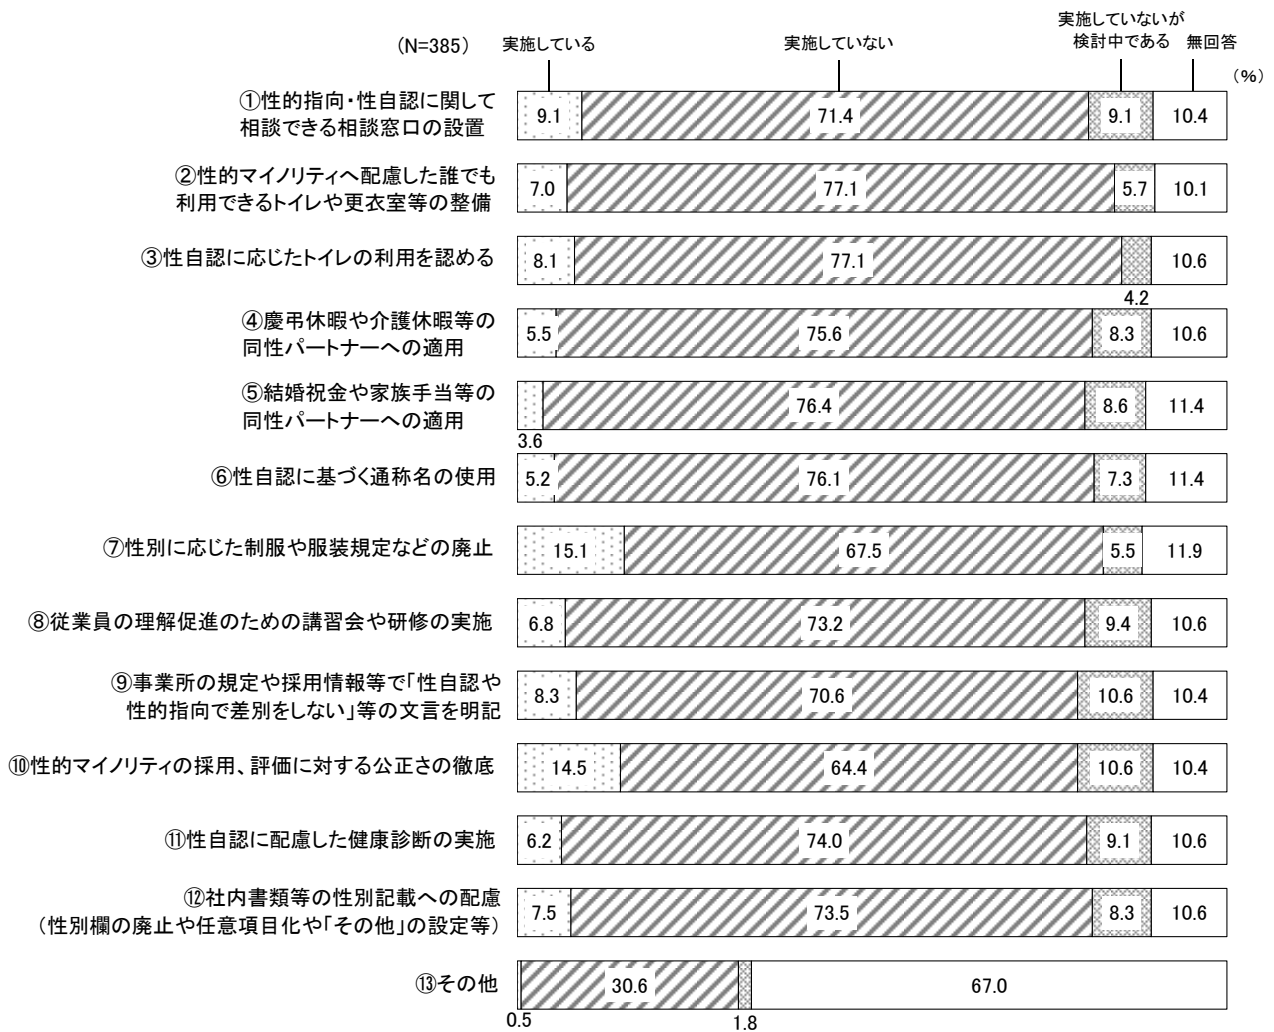 (N=385)
実施している
実施していない
実施していないが
検討中である
無回答
(%)
①性的指向・性自認に関して
相談できる相談窓口の設置
9.1
71.4
9.1
10.4
②性的マイノリティへ配慮した誰でも
利用できるトイレや更衣室等の整備
7.0
77.1
5.7
10.1
③性自認に応じたトイレの利用を認める
8.1
77.1
4.2
10.6
④慶弔休暇や介護休暇等の
同性パートナーへの適用
5.5
75.6
8.3
10.6
⑤結婚祝金や家族手当等の
同性パートナーへの適用
3.6
76.4
8.6
11.4
⑥性自認に基づく通称名の使用
5.2
76.1
7.3
11.4
⑦性別に応じた制服や服装規定などの廃止
15.1
67.5
5.5
11.9
⑧従業員の理解促進のための講習会や研修の実施
6.8
73.2
9.4
10.6
⑨事業所の規定や採用情報等で「性自認や
性的指向で差別をしない」等の文言を明記
8.3
70.6
10.6
10.4
⑩性的マイノリティの採用、評価に対する公正さの徹底
14.5
64.4
10.6
10.4
⑪性自認に配慮した健康診断の実施
6.2
74.0
9.1
10.6
⑫社内書類等の性別記載への配慮
(性別欄の廃止や任意項目化や「その他」の設定等)
7.5
73.5
8.3
10.6
⑬その他
0.5
30.6
1.8
67.0